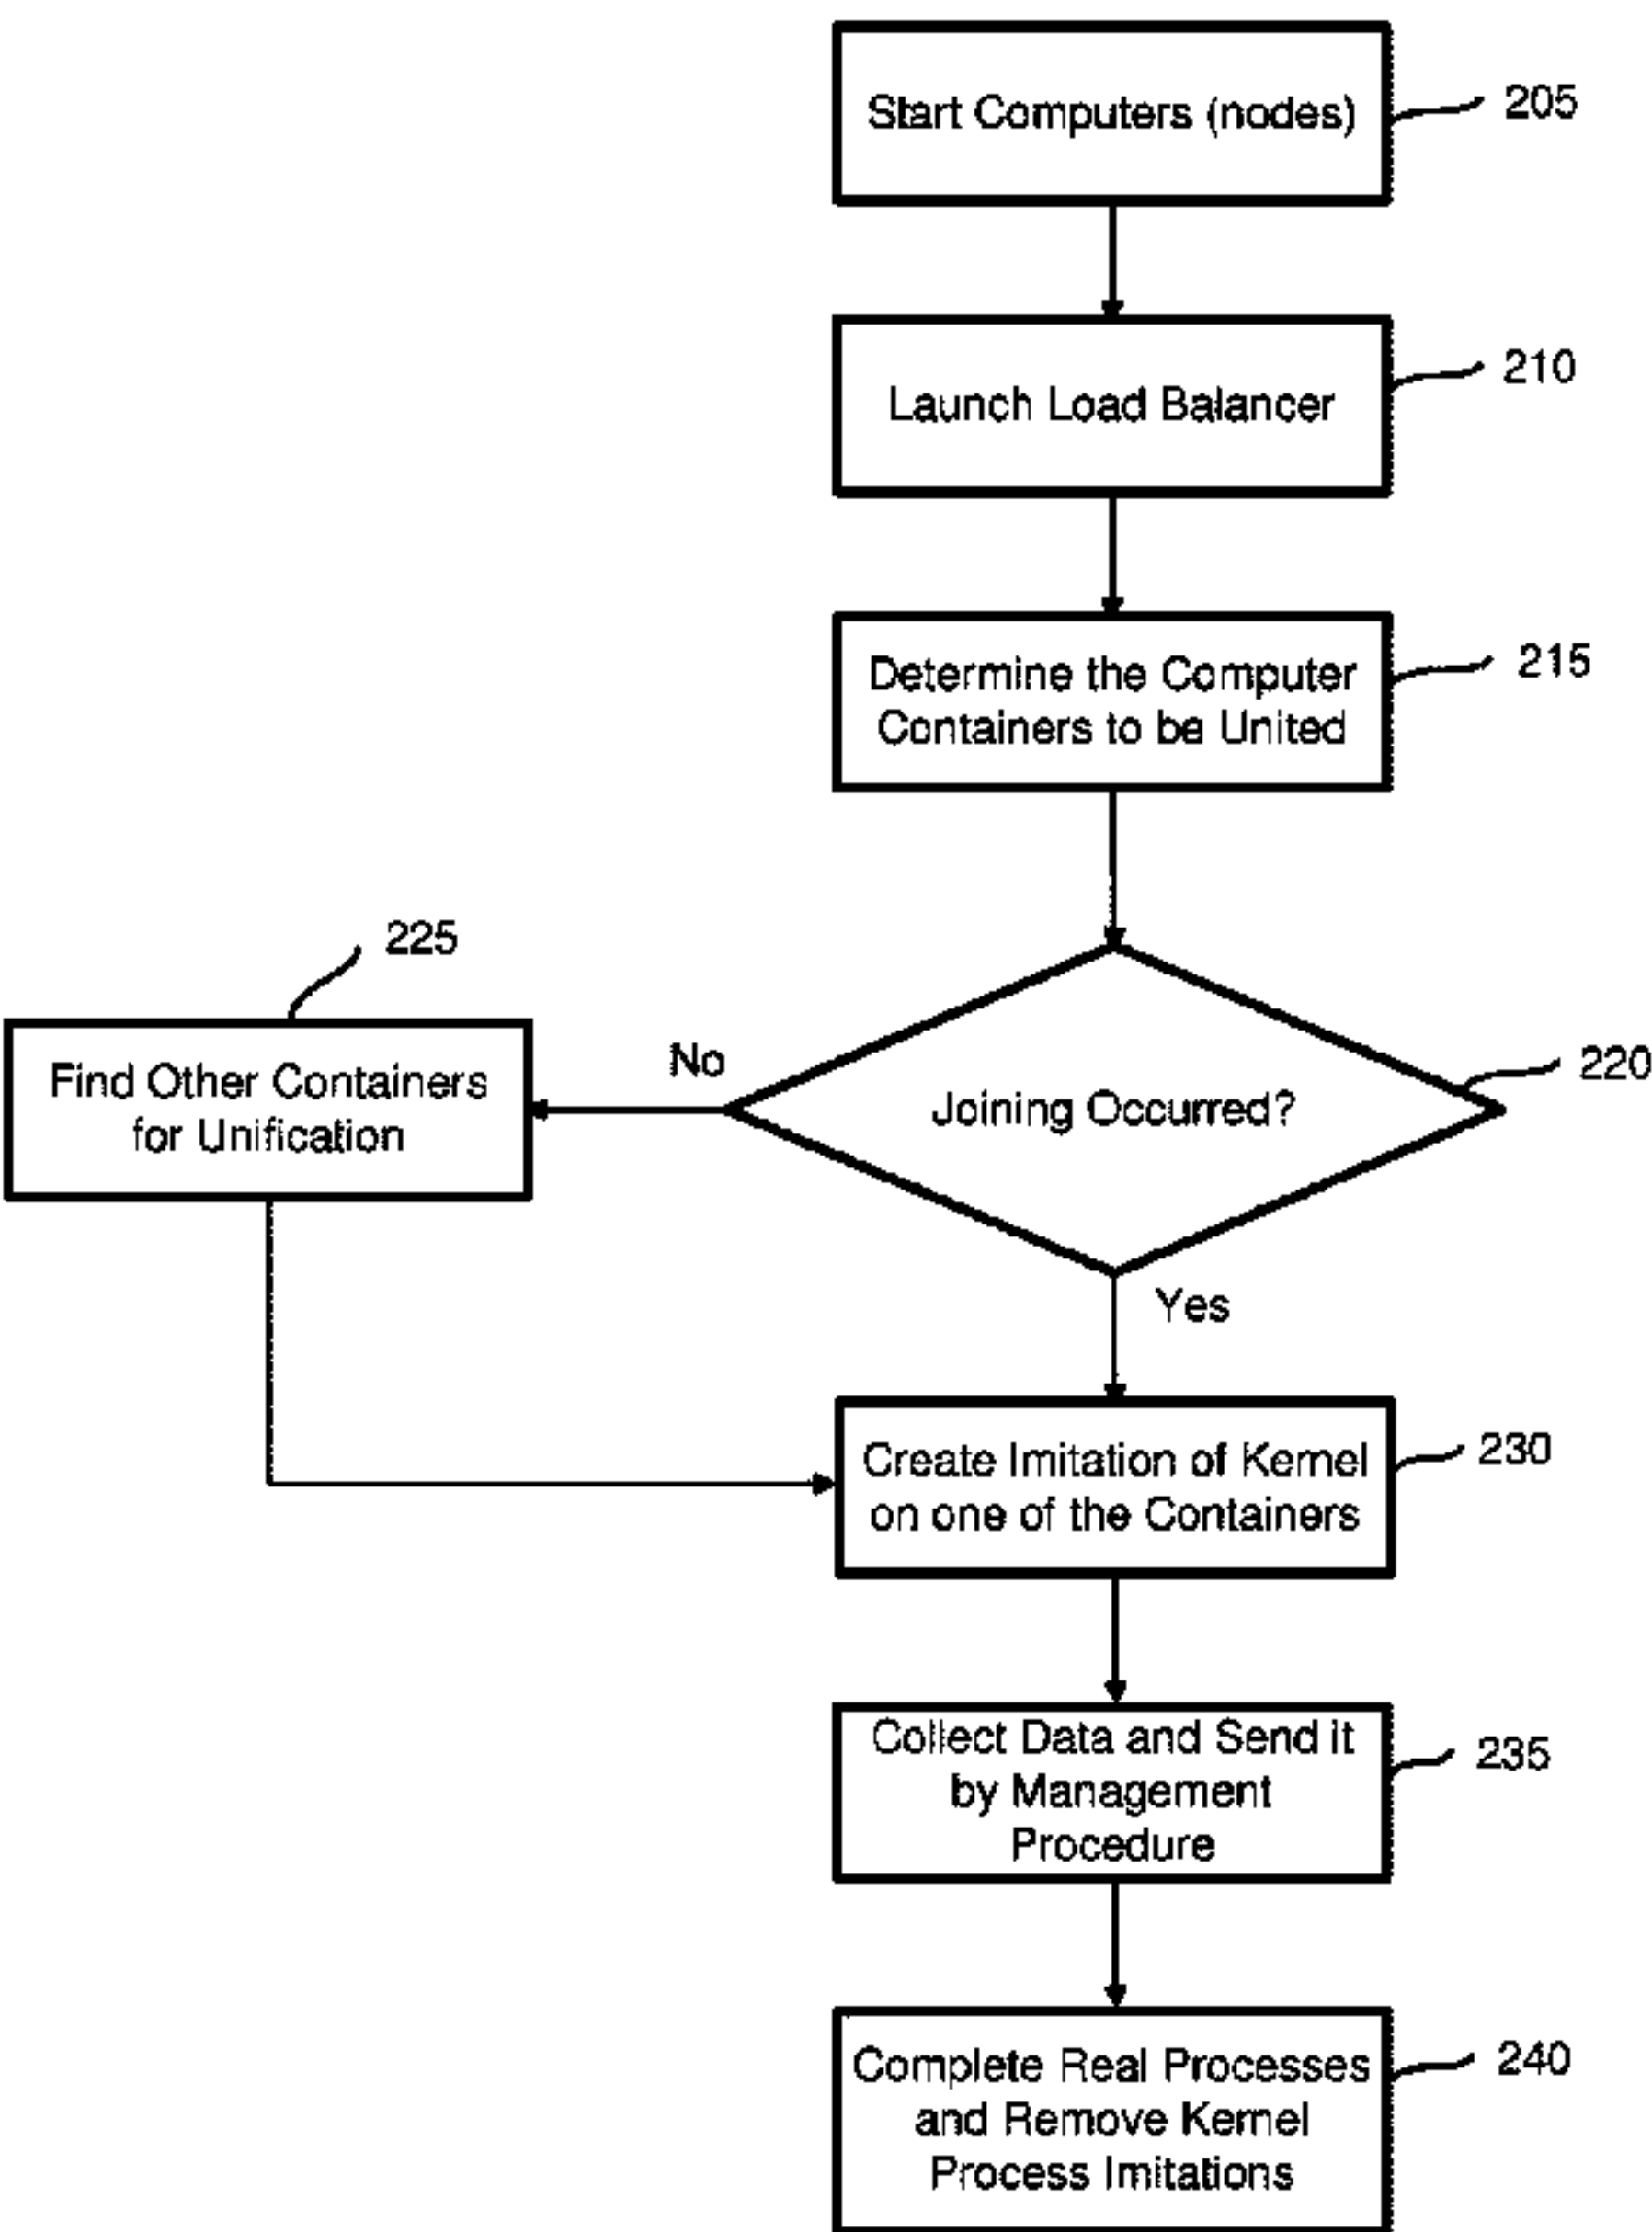 Start Computers (nodes)
205
Launch Load Balancer
210
Determine the Computer
Containers to be United
215
225
Find Other Containers
for Unification
No
Joining Occurred?
220
Yes
Create Imitation of Kernel
on one of the Containers
230
Collect Data and Send it
by Management
Procedure
235
Complete Real Processes
and Remove Kernel
Process Imitations
240